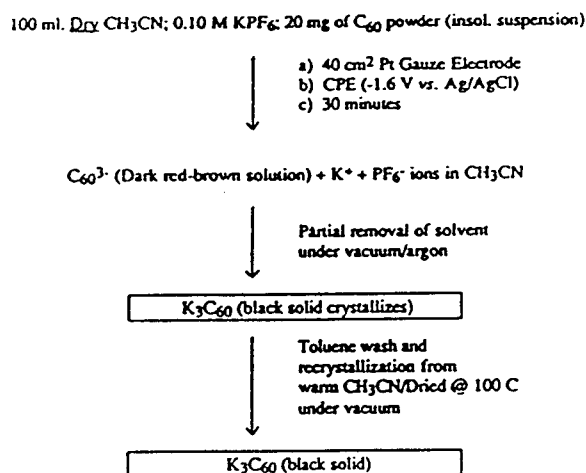 100 ml. Dry CH3CN; 0.10 M KPF6; 20 mg of C60 powder (insol. suspension)
a) 40 cm² Pt Gauze Electrode
b) CPE (-1.6 V vs. Ag/AgCl)
c) 30 minutes
C60³- (Dark red-brown solution) + K⁺ + PF6⁻ ions in CH3CN
Partial removal of solvent
under vacuum/argon
K3C60 (black solid crystallizes)
Toluene wash and
recrystallization from
warm CH3CN/Dried @ 100 C
under vacuum
K3C60 (black solid)